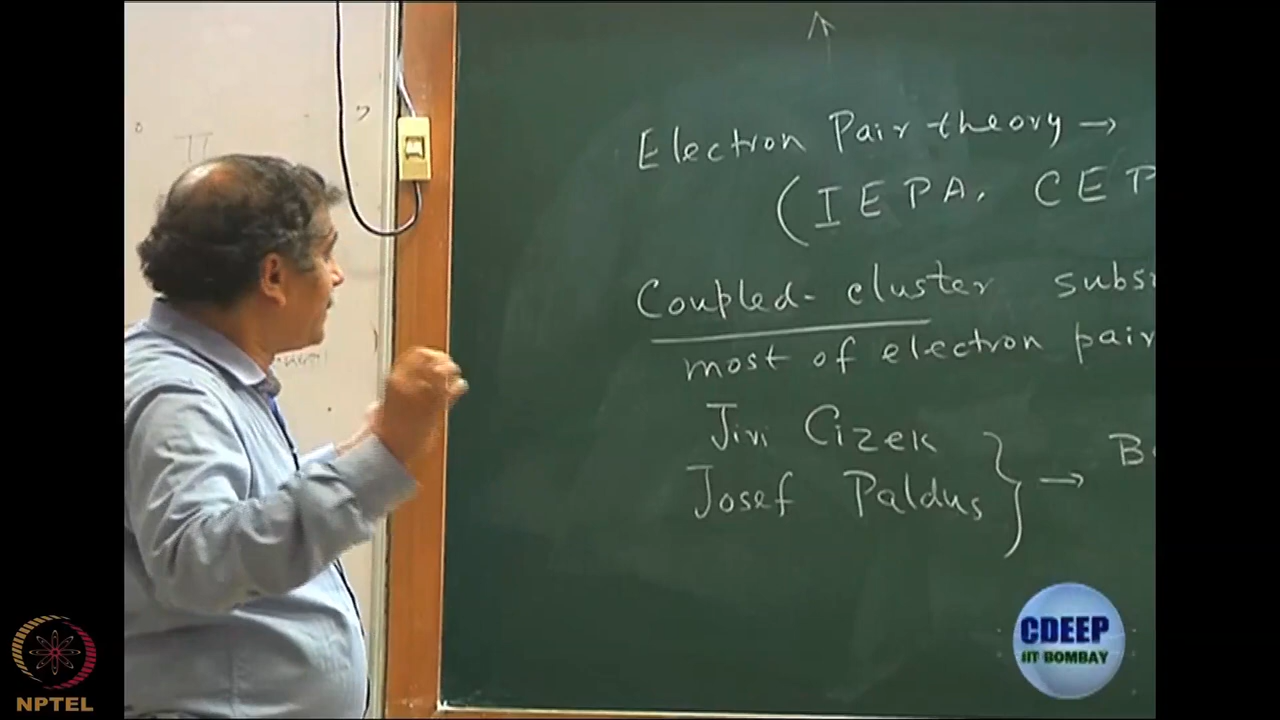 Electron Pair theory →
(IEPA, CEP
Coupled-cluster subsi
most of electron pair
Jiri Cizek
Josef Paldus } →
CDEEP
IIT BOMBAY
NPTEL